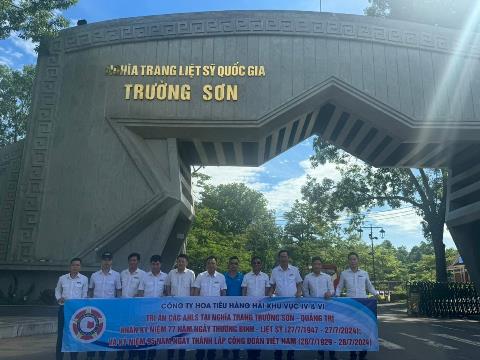 NGHĨA TRANG LIỆT SỸ QUỐC GIA
TRƯỜNG SƠN
CÔNG TY HOA TIÊU HÀNG HẢI KHU VỰC IV & VI
TRI ÂN CÁC AHLS TẠI NGHĨA TRANG TRƯỜNG SƠN - QUẢNG TRỊ
NHÂN KỶ NIỆM 77 NĂM NGÀY THƯƠNG BINH - LIỆT SĨ (27/7/1947 - 27/7/2024);
VÀ KỶ NIỆM 95 NĂM NGÀY THÀNH LẬP CÔNG ĐOÀN VIỆT NAM (28/7/1929 - 28/7/2024)